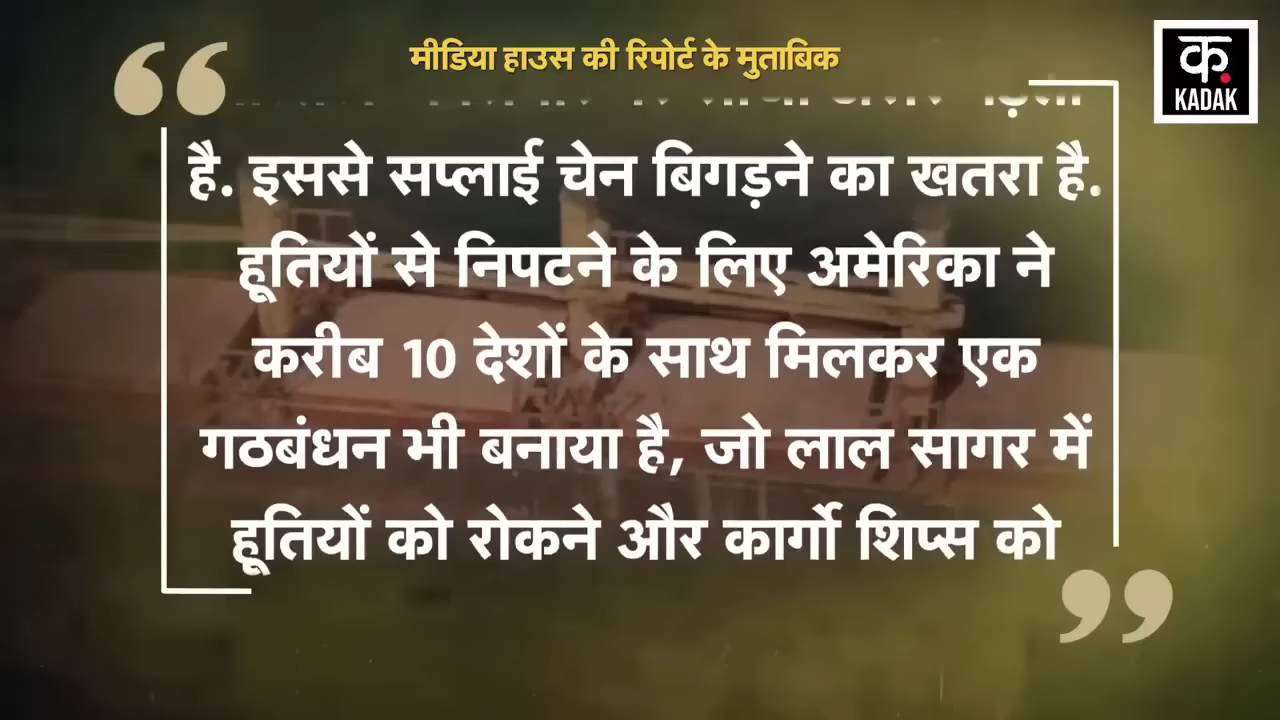 मीडिया हाउस की रिपोर्ट के मुताबिक
क
KADAK
है. इससे सप्लाई चेन बिगड़ने का खतरा है.
हूतियों से निपटने के लिए अमेरिका ने
करीब 10 देशों के साथ मिलकर एक
गठबंधन भी बनाया है, जो लाल सागर में
हूतियों को रोकने और कार्गो शिप्स को